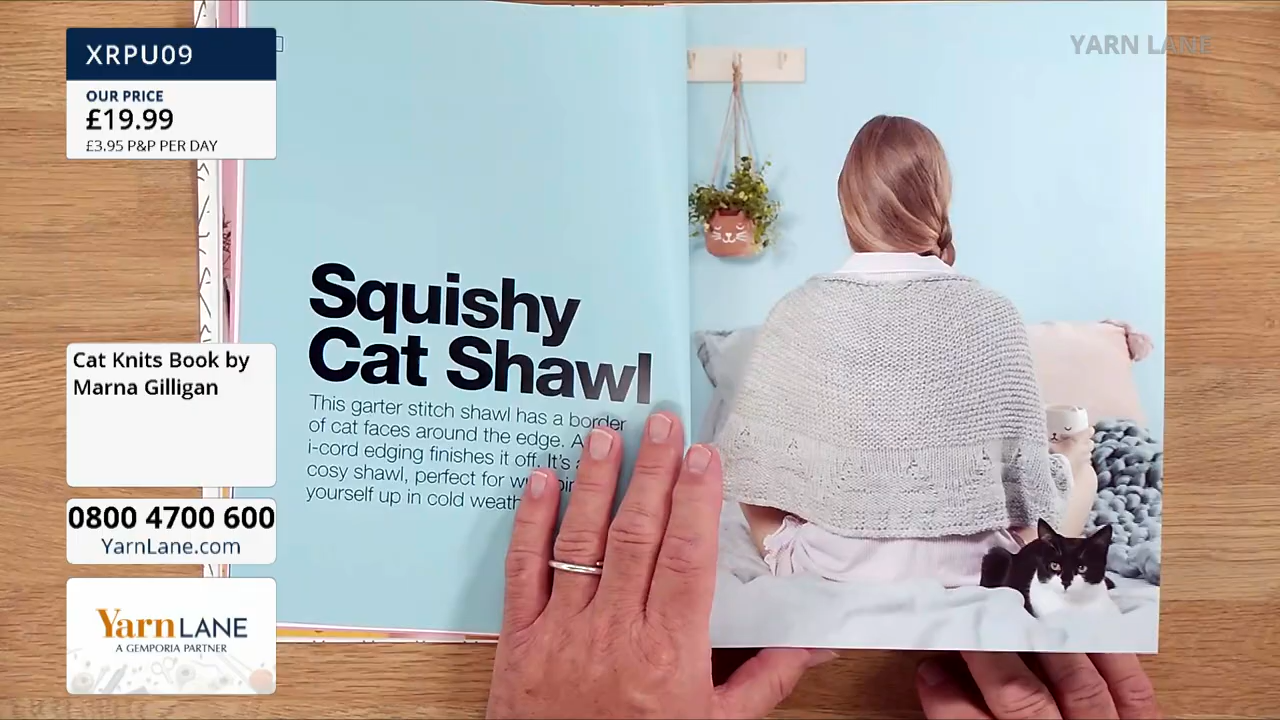 XRPU09
OUR PRICE
£19.99
£3.95 P&P PER DAY
Cat Knits Book by
Marna Gilligan
0800 4700 600
YarnLane.com
Yarn LANE
A GEMPORIA PARTNER
YARN LANE
Squishy
Cat Shawl
This garter stitch shawl has a border
of cat faces around the edge.
i-cord edging finishes it off. It's
cosy shawl, perfect for
yourself up in cold